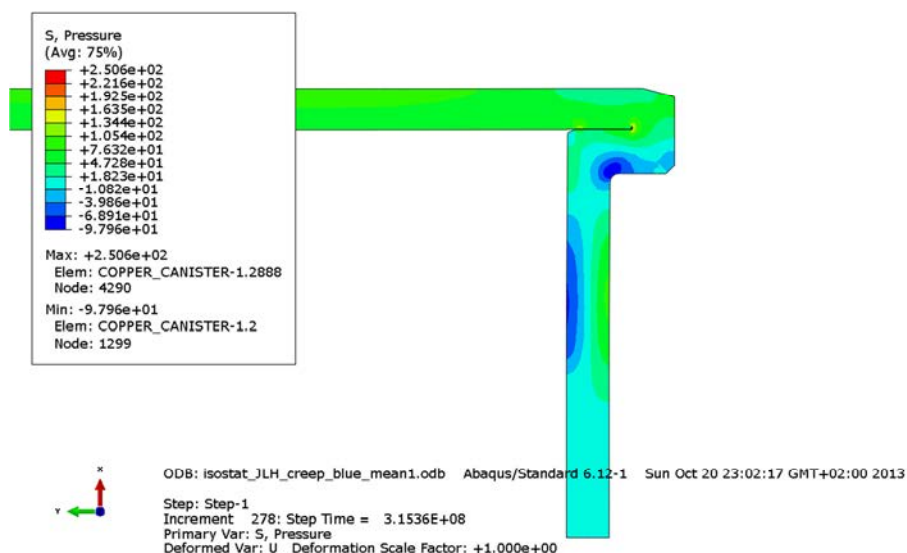 S, Pressure
(Avg: 75%)
+2.506e+02
+2.216e+02
+1.925e+02
+1.635e+02
+1.344e+02
+1.054e+02
+7.632e+01
+4.728e+01
+1.823e+01
-1.082e+01
-3.986e+01
-6.891e+01
-9.796e+01
Max: +2.506e+02
Elem: COPPER_CANISTER-1.2888
Node: 4290
Min: -9.796e+01
Elem: COPPER_CANISTER-1.2
Node: 1299
X
Y
ODB: isostat_JLH_creep_blue_mean1.odb Abaqus/Standard 6.12-1 Sun Oct 20 23:02:17 GMT+02:00 2013
Step: Step-1
Increment 278: Step Time = 3.1536E+08
Primary Var: S, Pressure
Deformed Var: U Deformation Scale Factor: +1.000e+00